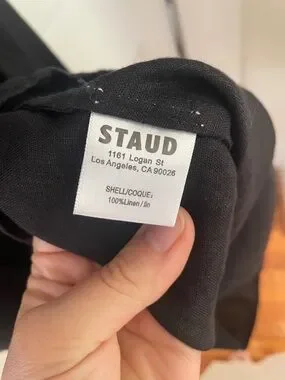 STAUD
1161 Logan St
Los Angeles, CA 90026
SHELL/COQUE:
100%Linen / lin